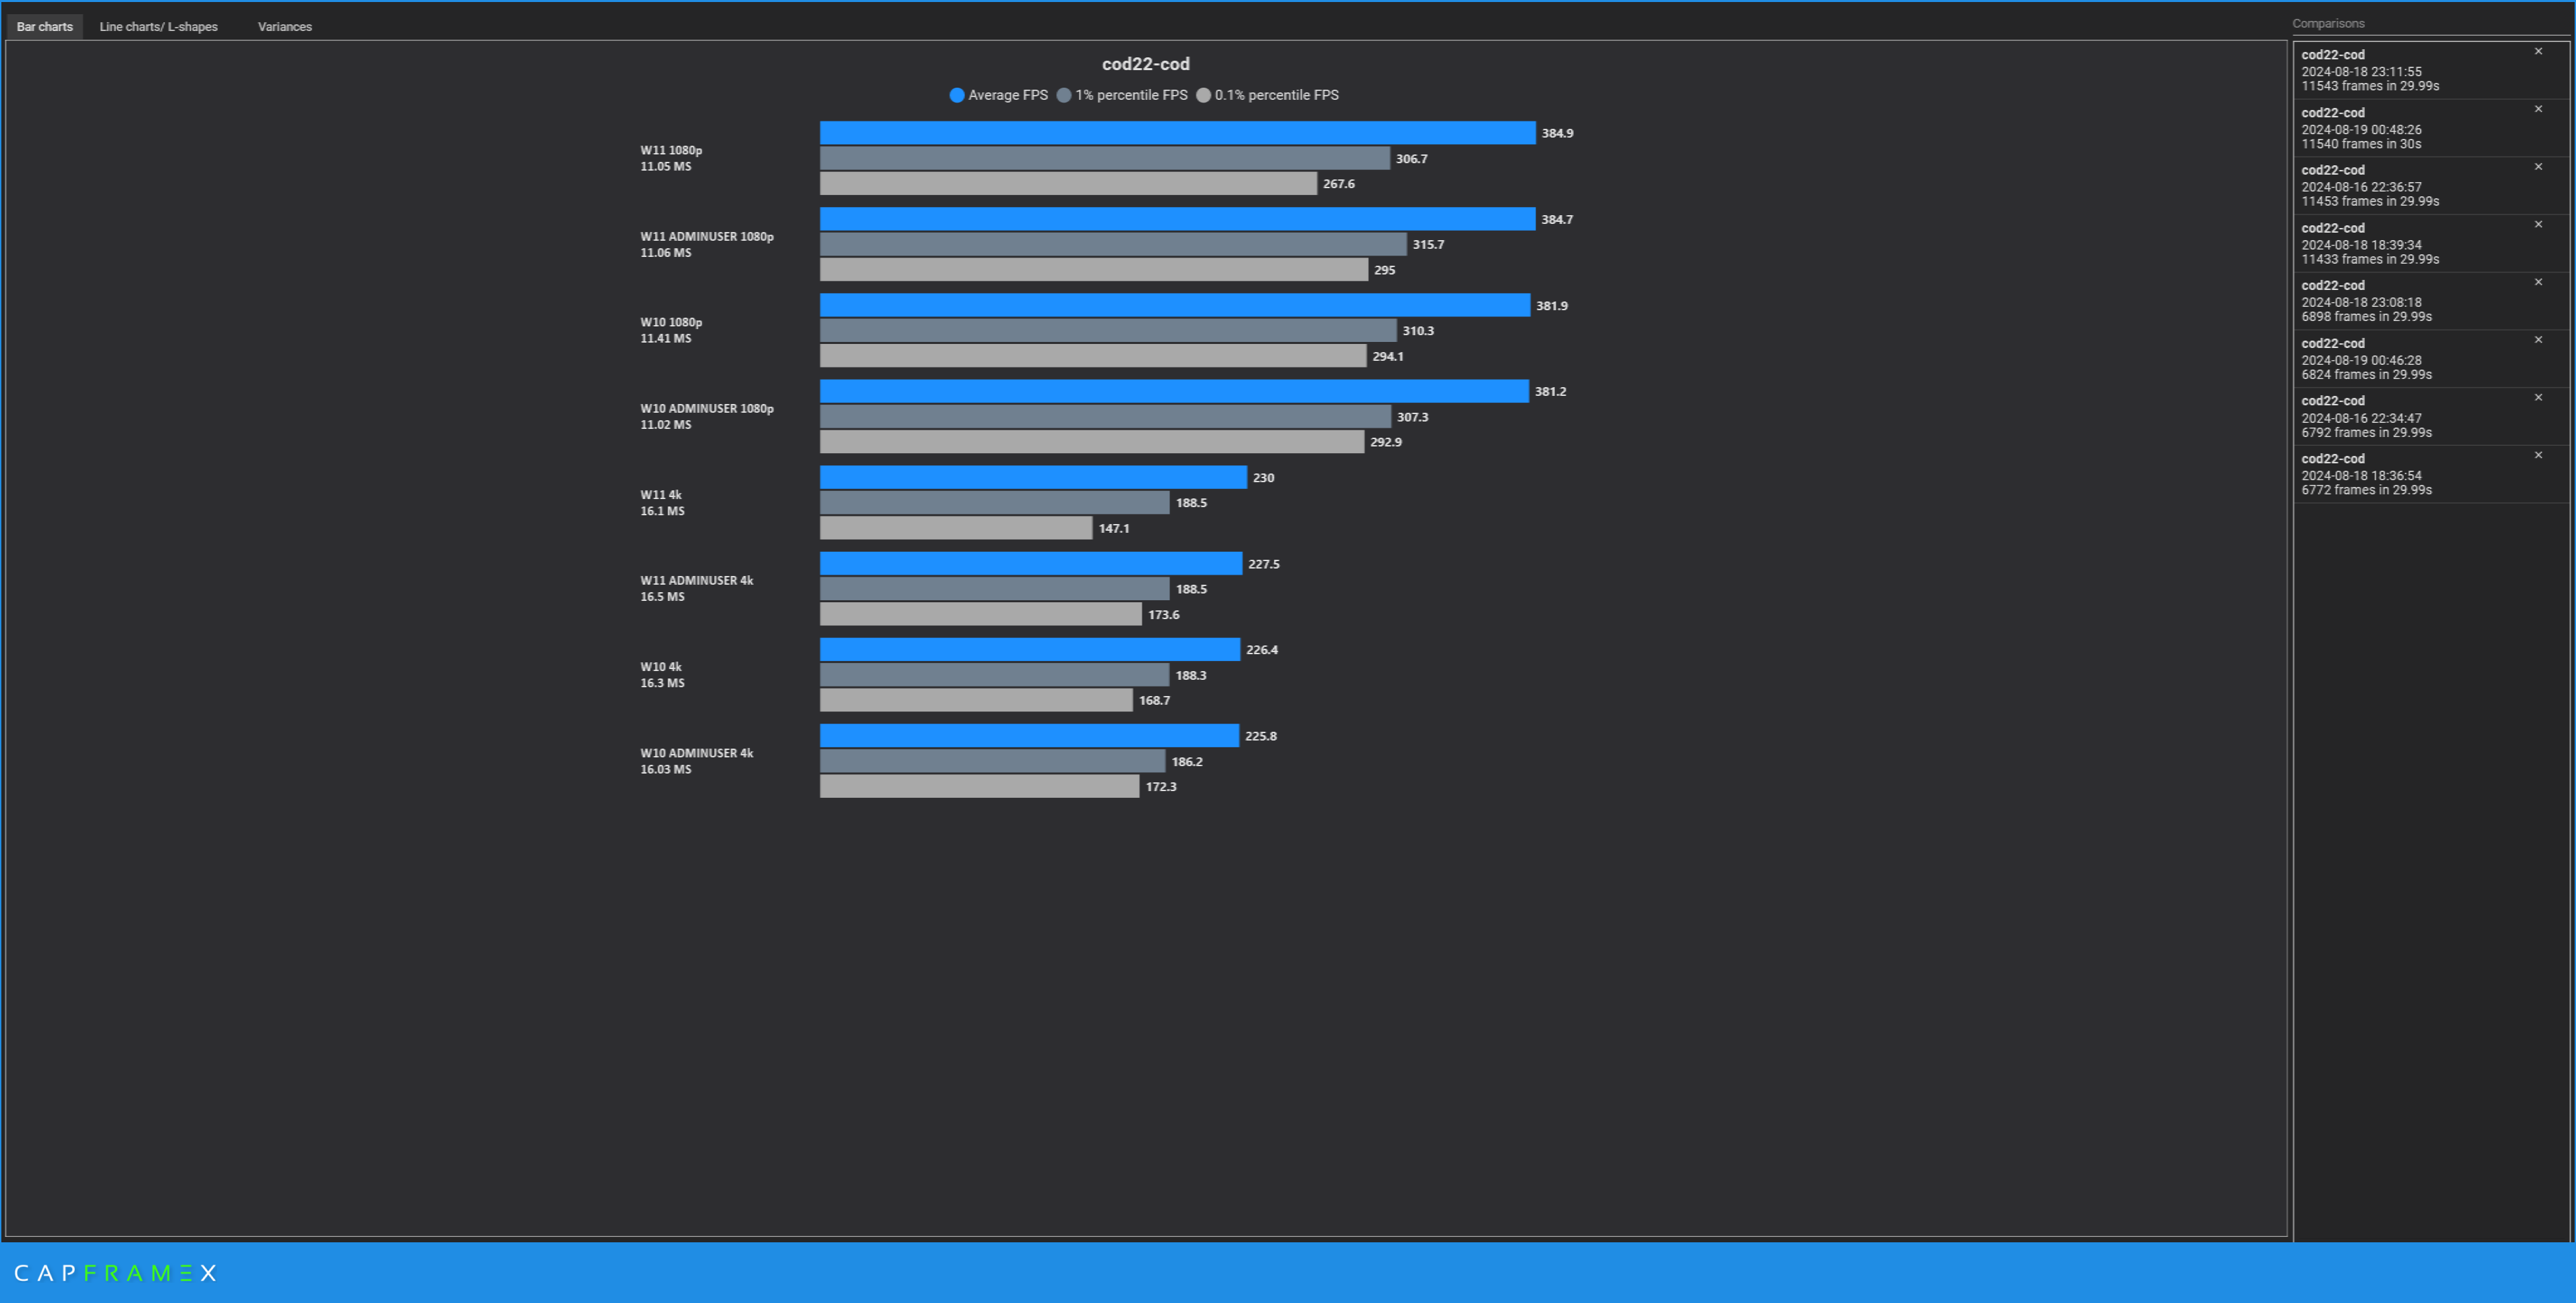 Bar charts Line charts/ L-shapes Variances
cod22-cod
Average FPS 1% percentile FPS 0.1% percentile FPS
W11 1080p
11.05 MS
384.9
306.7
267.6
W11 ADMINUSER 1080p
11.06 MS
384.7
315.7
295
W10 1080p
11.41 MS
381.9
310.3
294.1
W10 ADMINUSER 1080p
11.02 MS
381.2
307.3
292.9
W11 4k
16.1 MS
230
188.5
147.1
W11 ADMINUSER 4k
16.5 MS
227.5
188.5
173.6
W10 4k
16.3 MS
226.4
188.3
168.7
W10 ADMINUSER 4k
16.03 MS
225.8
186.2
172.3
Comparisons
cod22-cod
2024-08-18 23:11:55
11543 frames in 29.99s
cod22-cod
2024-08-19 00:48:26
11540 frames in 30s
cod22-cod
2024-08-16 22:36:57
11453 frames in 29.99s
cod22-cod
2024-08-18 18:39:34
11433 frames in 29.99s
cod22-cod
2024-08-18 23:08:18
6898 frames in 29.99s
cod22-cod
2024-08-19 00:46:28
6824 frames in 29.99s
cod22-cod
2024-08-16 22:34:47
6792 frames in 29.99s
cod22-cod
2024-08-18 18:36:54
6772 frames in 29.99s
CAPFRAMEX